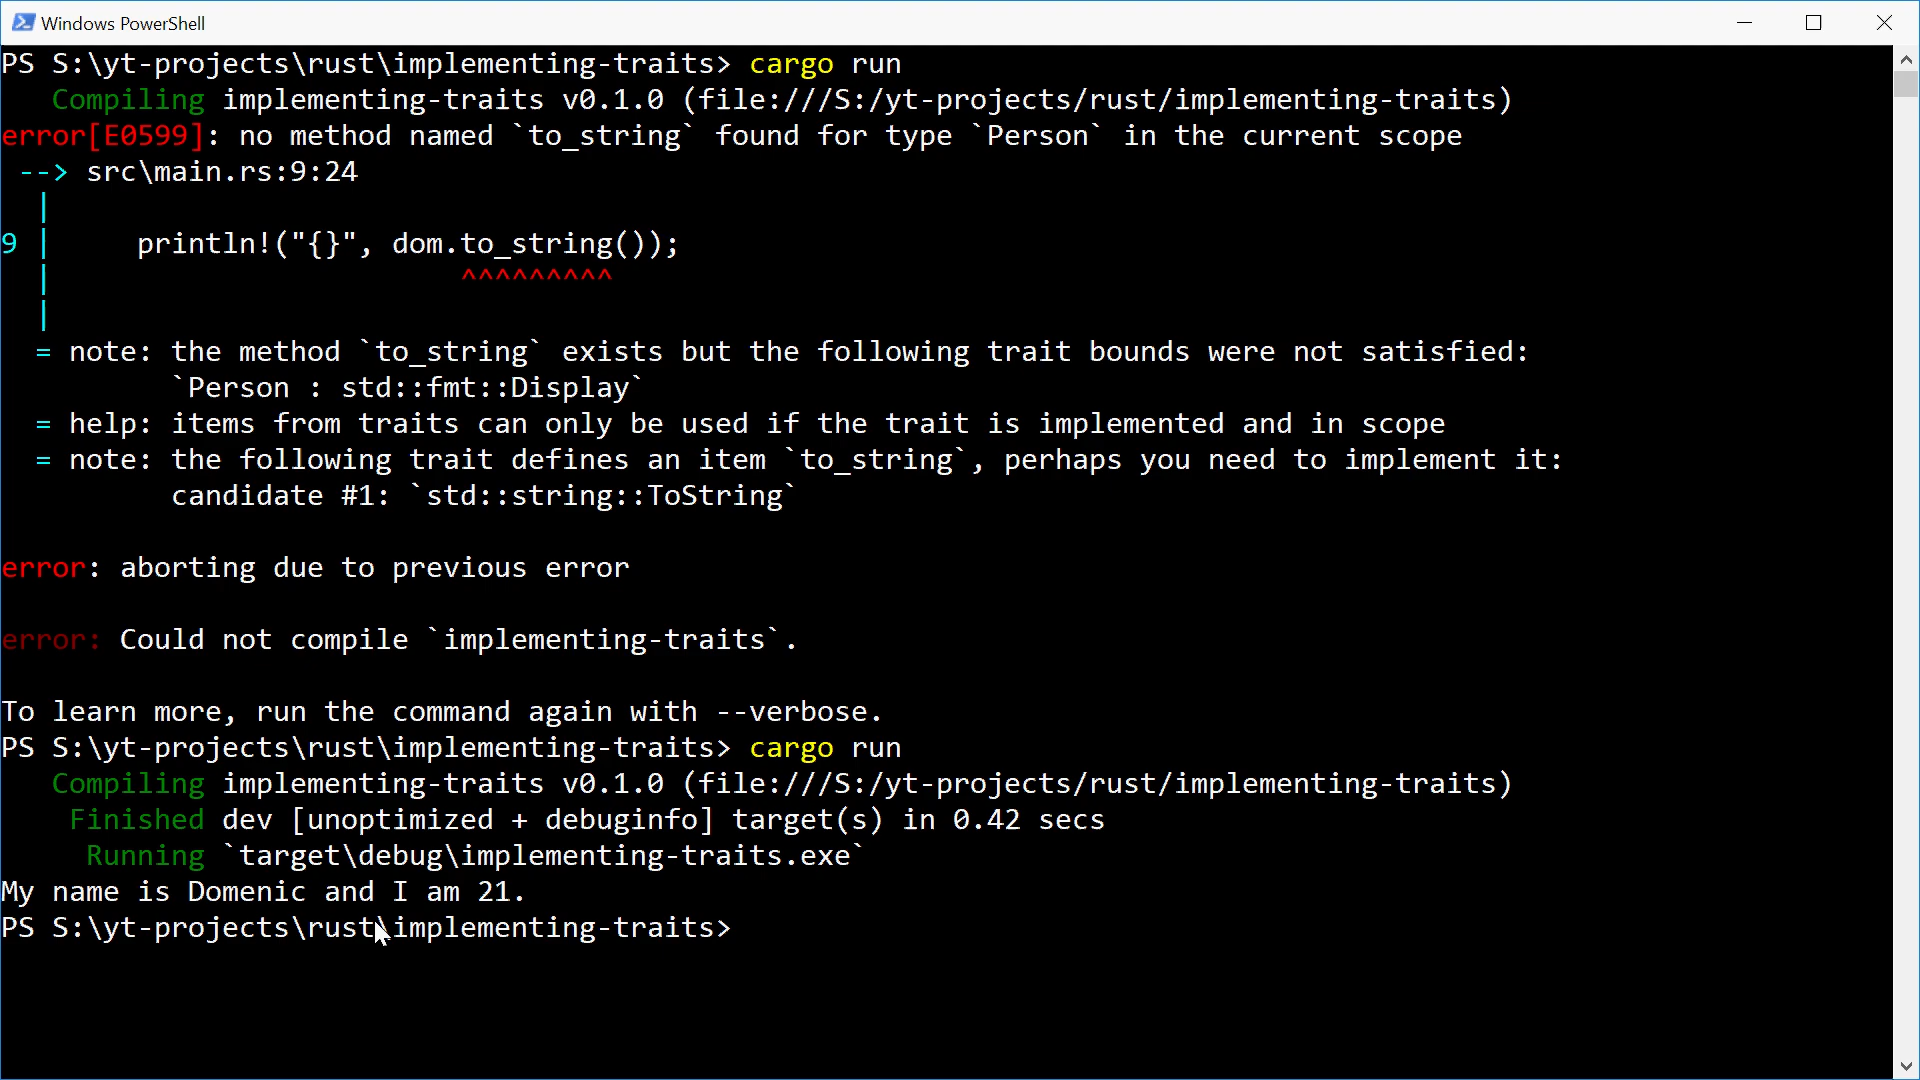 Windows PowerShell
PS S:\yt-projects\rust\implementing-traits> cargo run
   Compiling implementing-traits v0.1.0 (file:///S:/yt-projects/rust/implementing-traits)
error[E0599]: no method named `to_string` found for type `Person` in the current scope
 --> src\main.rs:9:24
  |
9 |     println!("{}", dom.to_string());
  |                        ^^^^^^^^^
  |
  = note: the method `to_string` exists but the following trait bounds were not satisfied:
          `Person : std::fmt::Display`
  = help: items from traits can only be used if the trait is implemented and in scope
  = note: the following trait defines an item `to_string`, perhaps you need to implement it:
          candidate #1: `std::string::ToString`
error: aborting due to previous error
error: Could not compile `implementing-traits`.
To learn more, run the command again with --verbose.
PS S:\yt-projects\rust\implementing-traits> cargo run
   Compiling implementing-traits v0.1.0 (file:///S:/yt-projects/rust/implementing-traits)
    Finished dev [unoptimized + debuginfo] target(s) in 0.42 secs
     Running `target\debug\implementing-traits.exe`
My name is Domenic and I am 21.
PS S:\yt-projects\rust\implementing-traits>